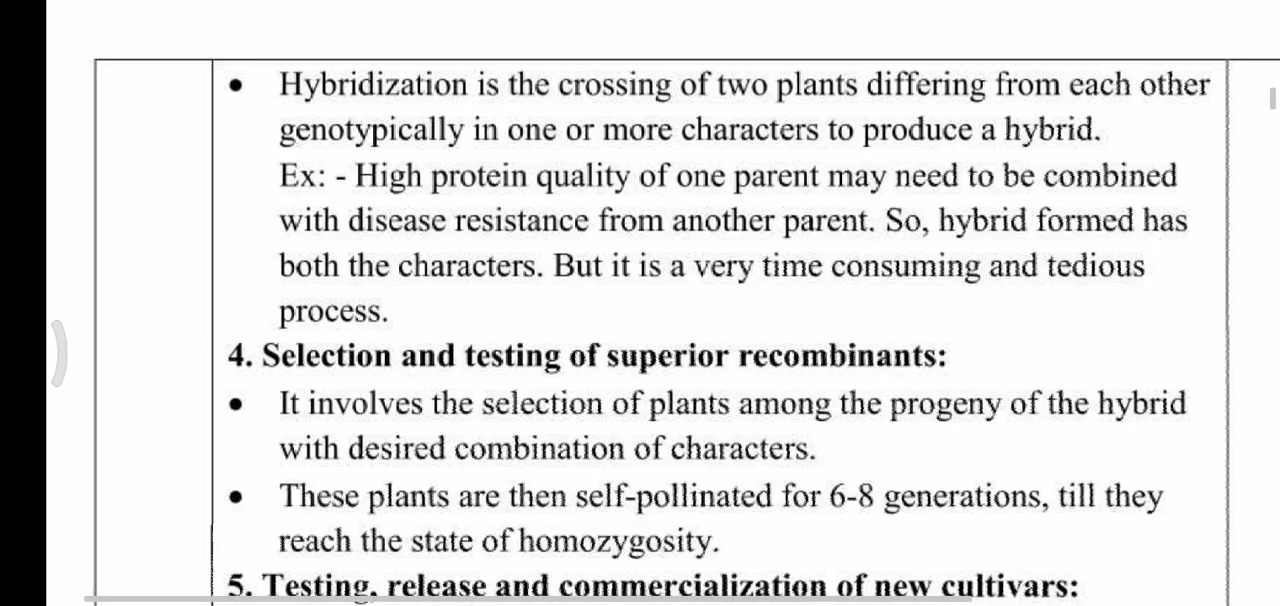 • Hybridization is the crossing of two plants differing from each other
genotypically in one or more characters to produce a hybrid.
Ex: - High protein quality of one parent may need to be combined
with disease resistance from another parent. So, hybrid formed has
both the characters. But it is a very time consuming and tedious
process.
4. Selection and testing of superior recombinants:
• It involves the selection of plants among the progeny of the hybrid
with desired combination of characters.
• These plants are then self-pollinated for 6-8 generations, till they
reach the state of homozygosity.
5. Testing, release and commercialization of new cultivars: